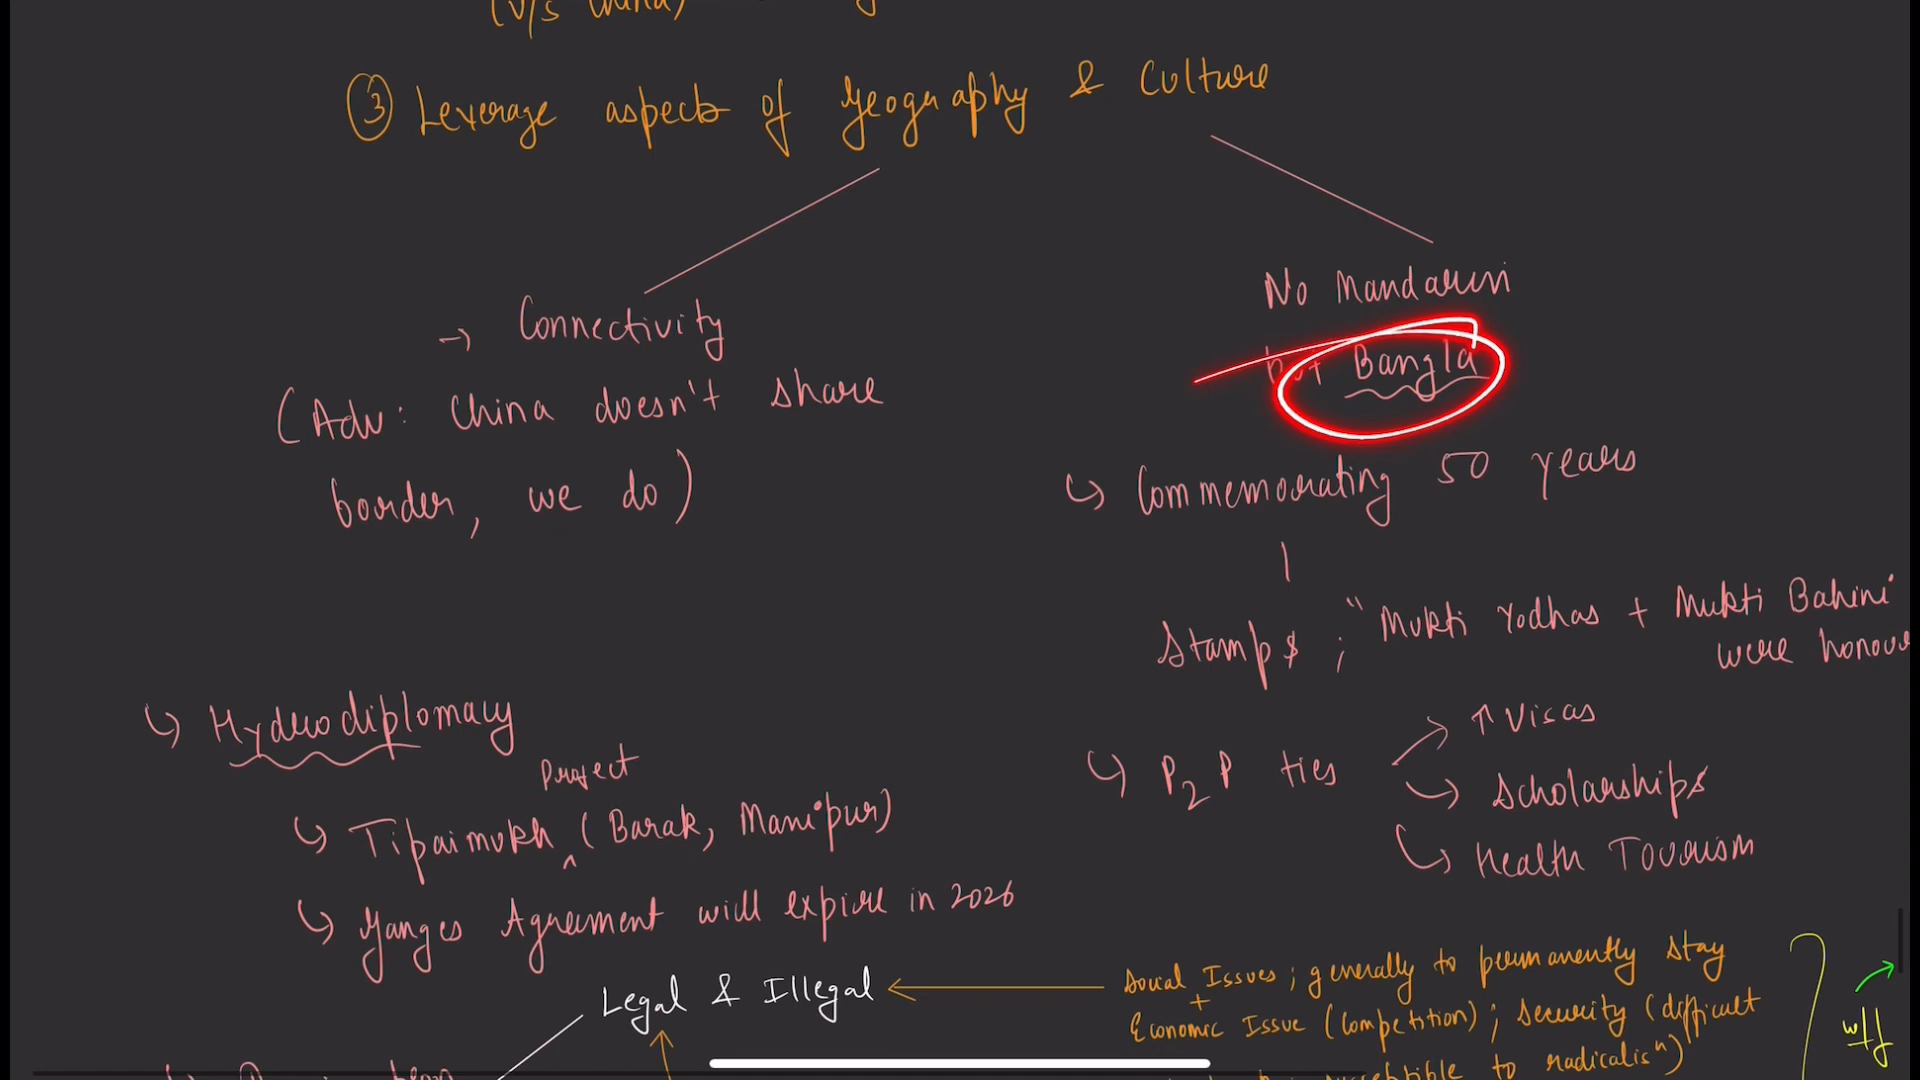 (v/s China)
③ Leverage aspects of Geography & Culture
→ Connectivity
(Adv: China doesn't share
border, we do)
No Mandarin
but Bangla
↳ Commemorating 50 years
Stamps ; "Mukti Yodhas + Mukti Bahini"
were honou
↳ Hydrodiplomacy
Project
↳ Tipaimukh ^ (Barak, Manipur)
↳ Ganges Agreement will expire in 2026
↳ P2P ties
↑ Visas
↳ Scholarships
↳ Health Tourism
Legal & Illegal
Social Issues ; generally to permanently stay
+
Economic Issue (Competition) ; Security (difficult
to radicalisn)